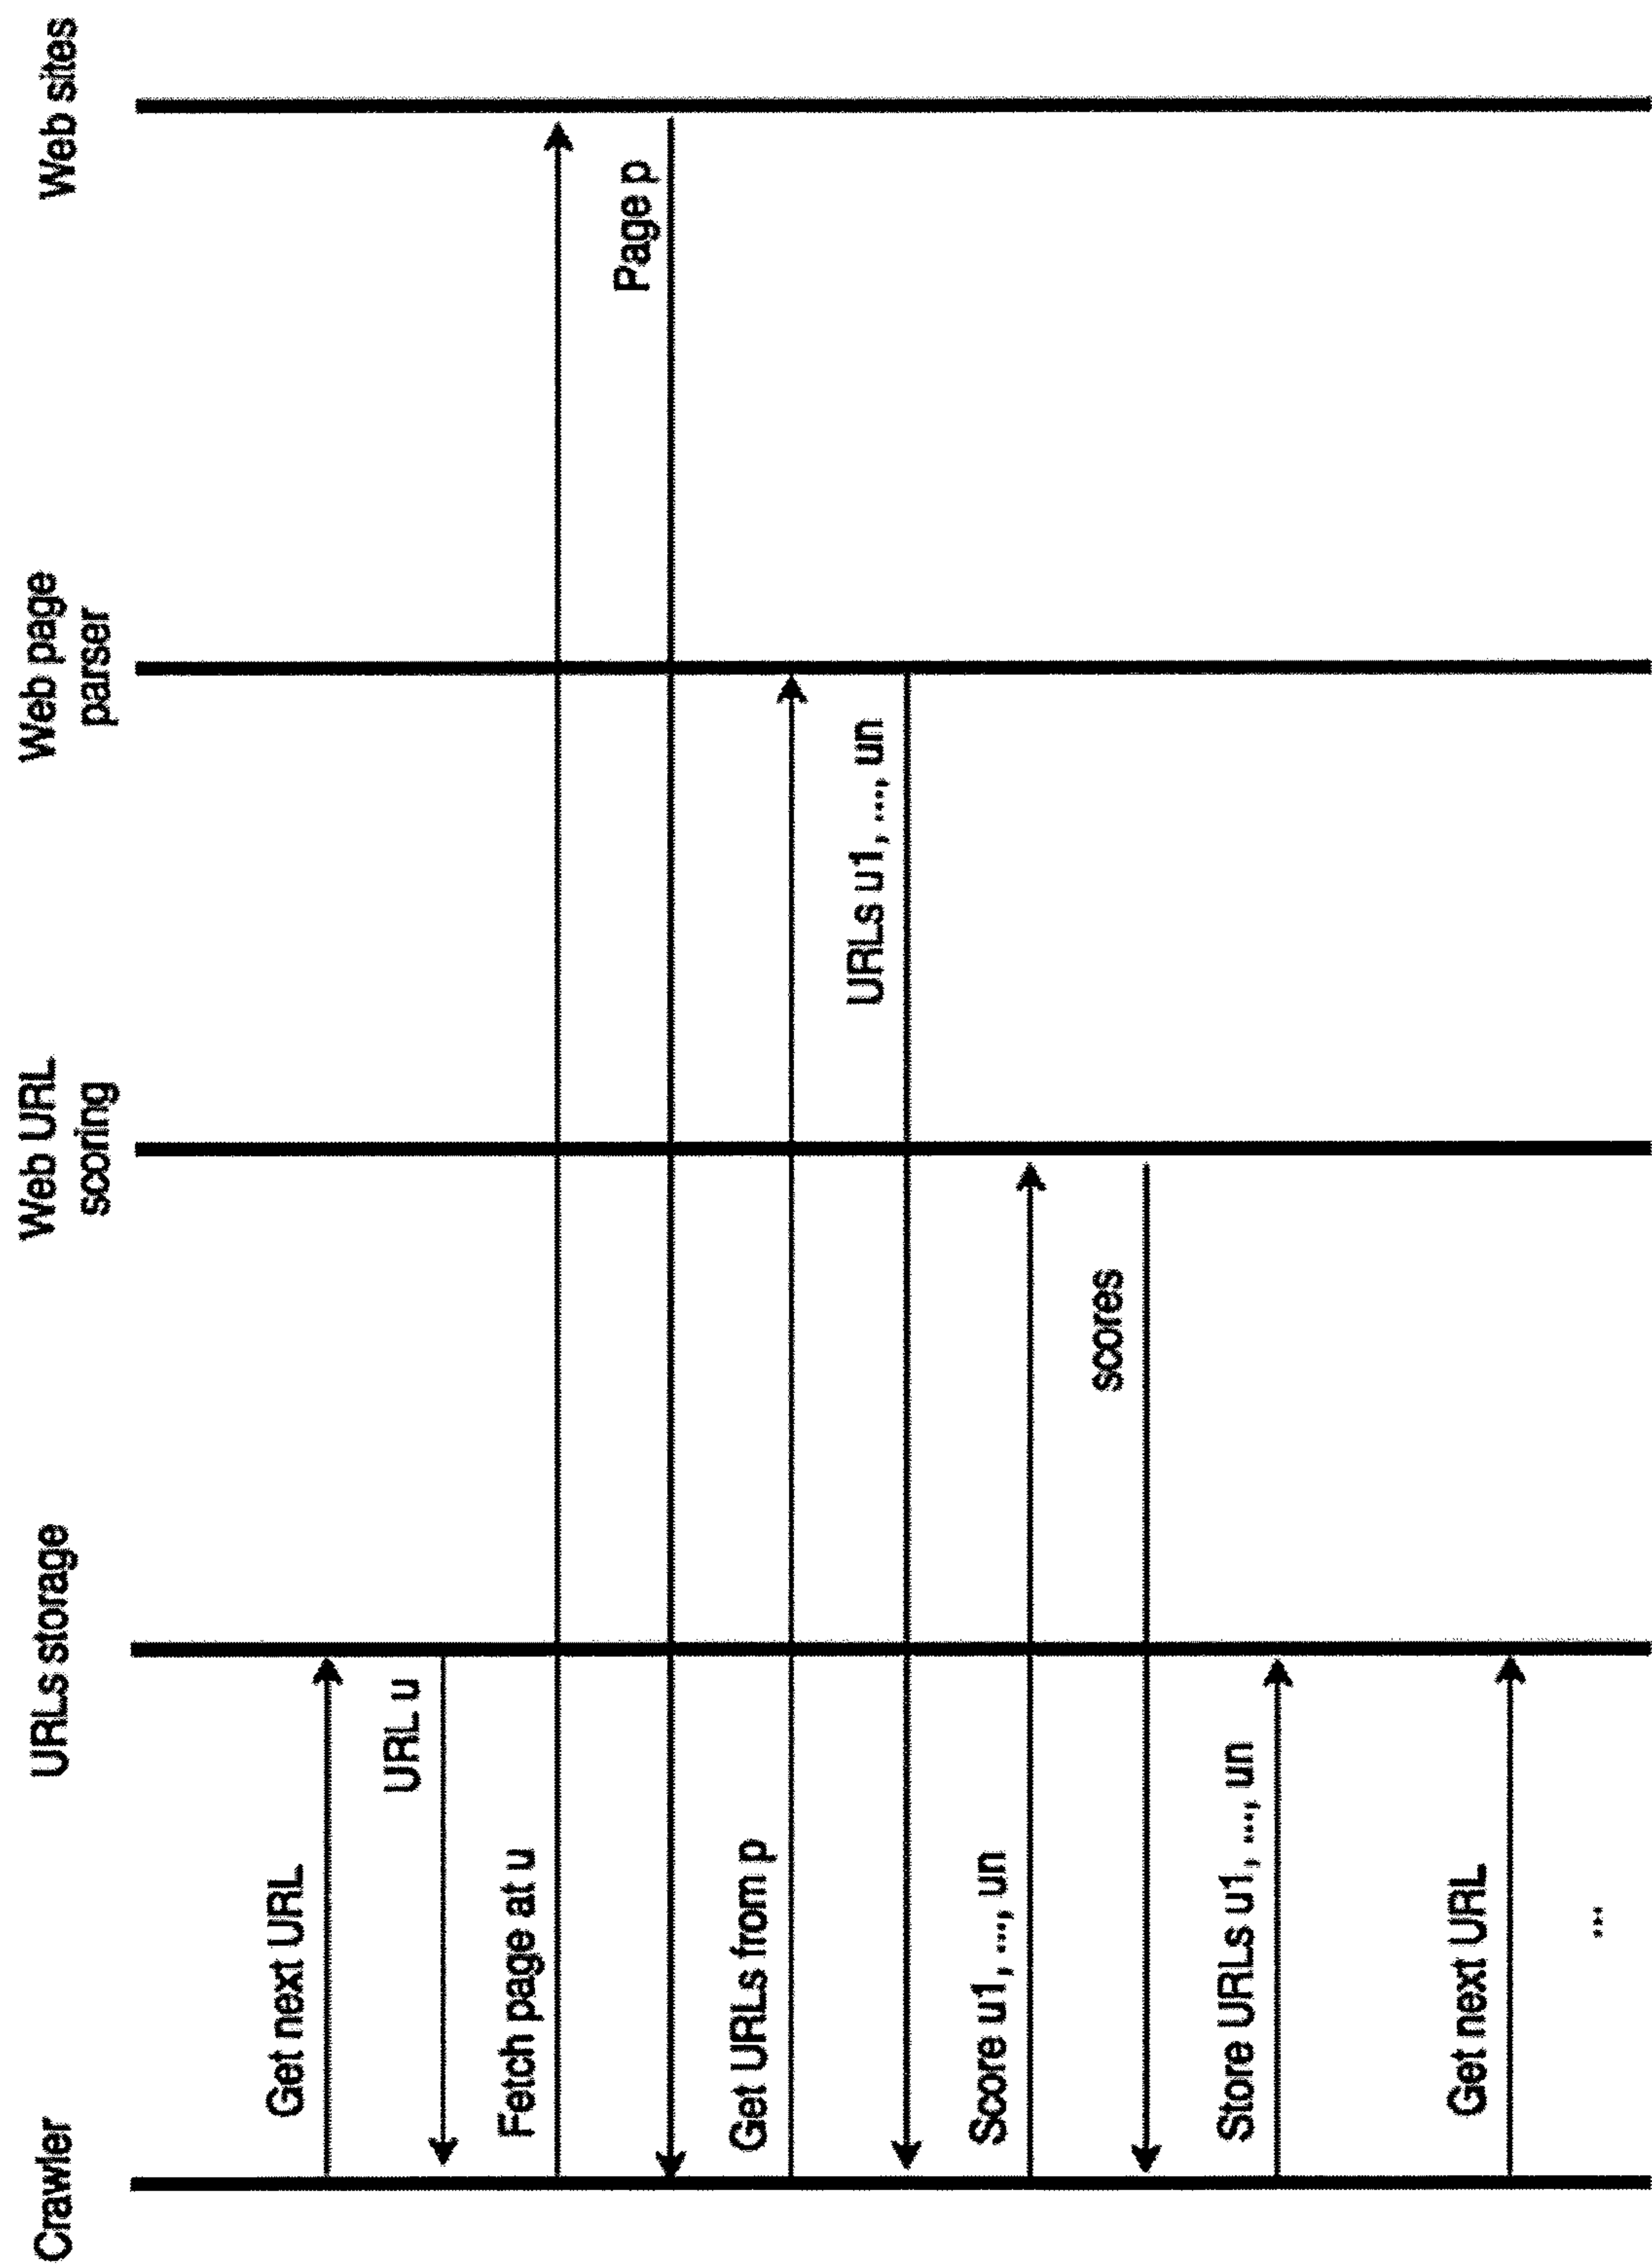 Crawler
URLs storage
Web URL
scoring
Web page
parser
Web sites
Get next URL
URL u
Fetch page at u
Page p
Get URLs from p
URLs u1, ..., un
Score u1, ..., un
scores
Store URLs u1, ..., un
Get next URL
...